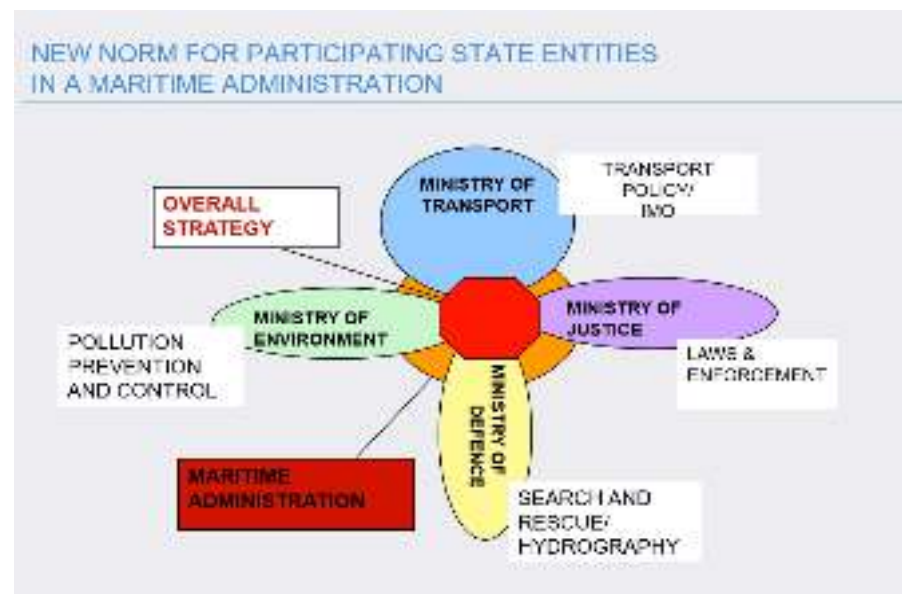 NEW NORM FOR PARTICIPATING STATE ENTITIES
IN A MARITIME ADMINISTRATION
MINISTRY OF
TRANSPORT
TRANSPORT
POLICY/
IMO
OVERALL
STRATEGY
MINISTRY OF
ENVIRONMENT
MINISTRY OF
JUSTICE
POLLUTION
PREVENTION
AND CONTROL
LAWS &
ENFORCEMENT
MINISTRY OF
DEFENCE
MARITIME
ADMINISTRATION
SEARCH AND
RESCUE/
HYDROGRAPHY